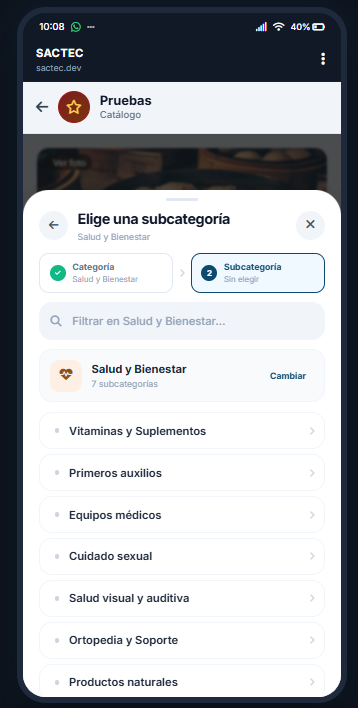 10:08
40%
SACTEC
sactec.dev
Pruebas
Catálogo
Ver foto
Elige una subcategoría
Salud y Bienestar
Categoría
Salud y Bienestar
2
Subcategoría
Sin elegir
Filtrar en Salud y Bienestar...
Salud y Bienestar
7 subcategorías
Cambiar
Vitaminas y Suplementos
Primeros auxilios
Equipos médicos
Cuidado sexual
Salud visual y auditiva
Ortopedia y Soporte
Productos naturales